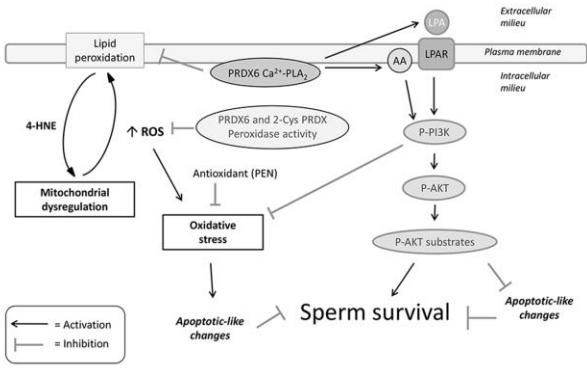 LPA
Extracellular
milieu
Lipid
peroxidation
PRDX6 Ca²⁺-PLA₂
AA
LPAR
Plasma membrane
Intracellular
milieu
4-HNE
↑ ROS
PRDX6 and 2-Cys PRDX
Peroxidase activity
P-PI3K
Mitochondrial
dysregulation
Antioxidant (PEN)
P-AKT
Oxidative
stress
P-AKT substrates
Apoptotic-like
changes
Sperm survival
Apoptotic-like
changes
= Activation
= Inhibition